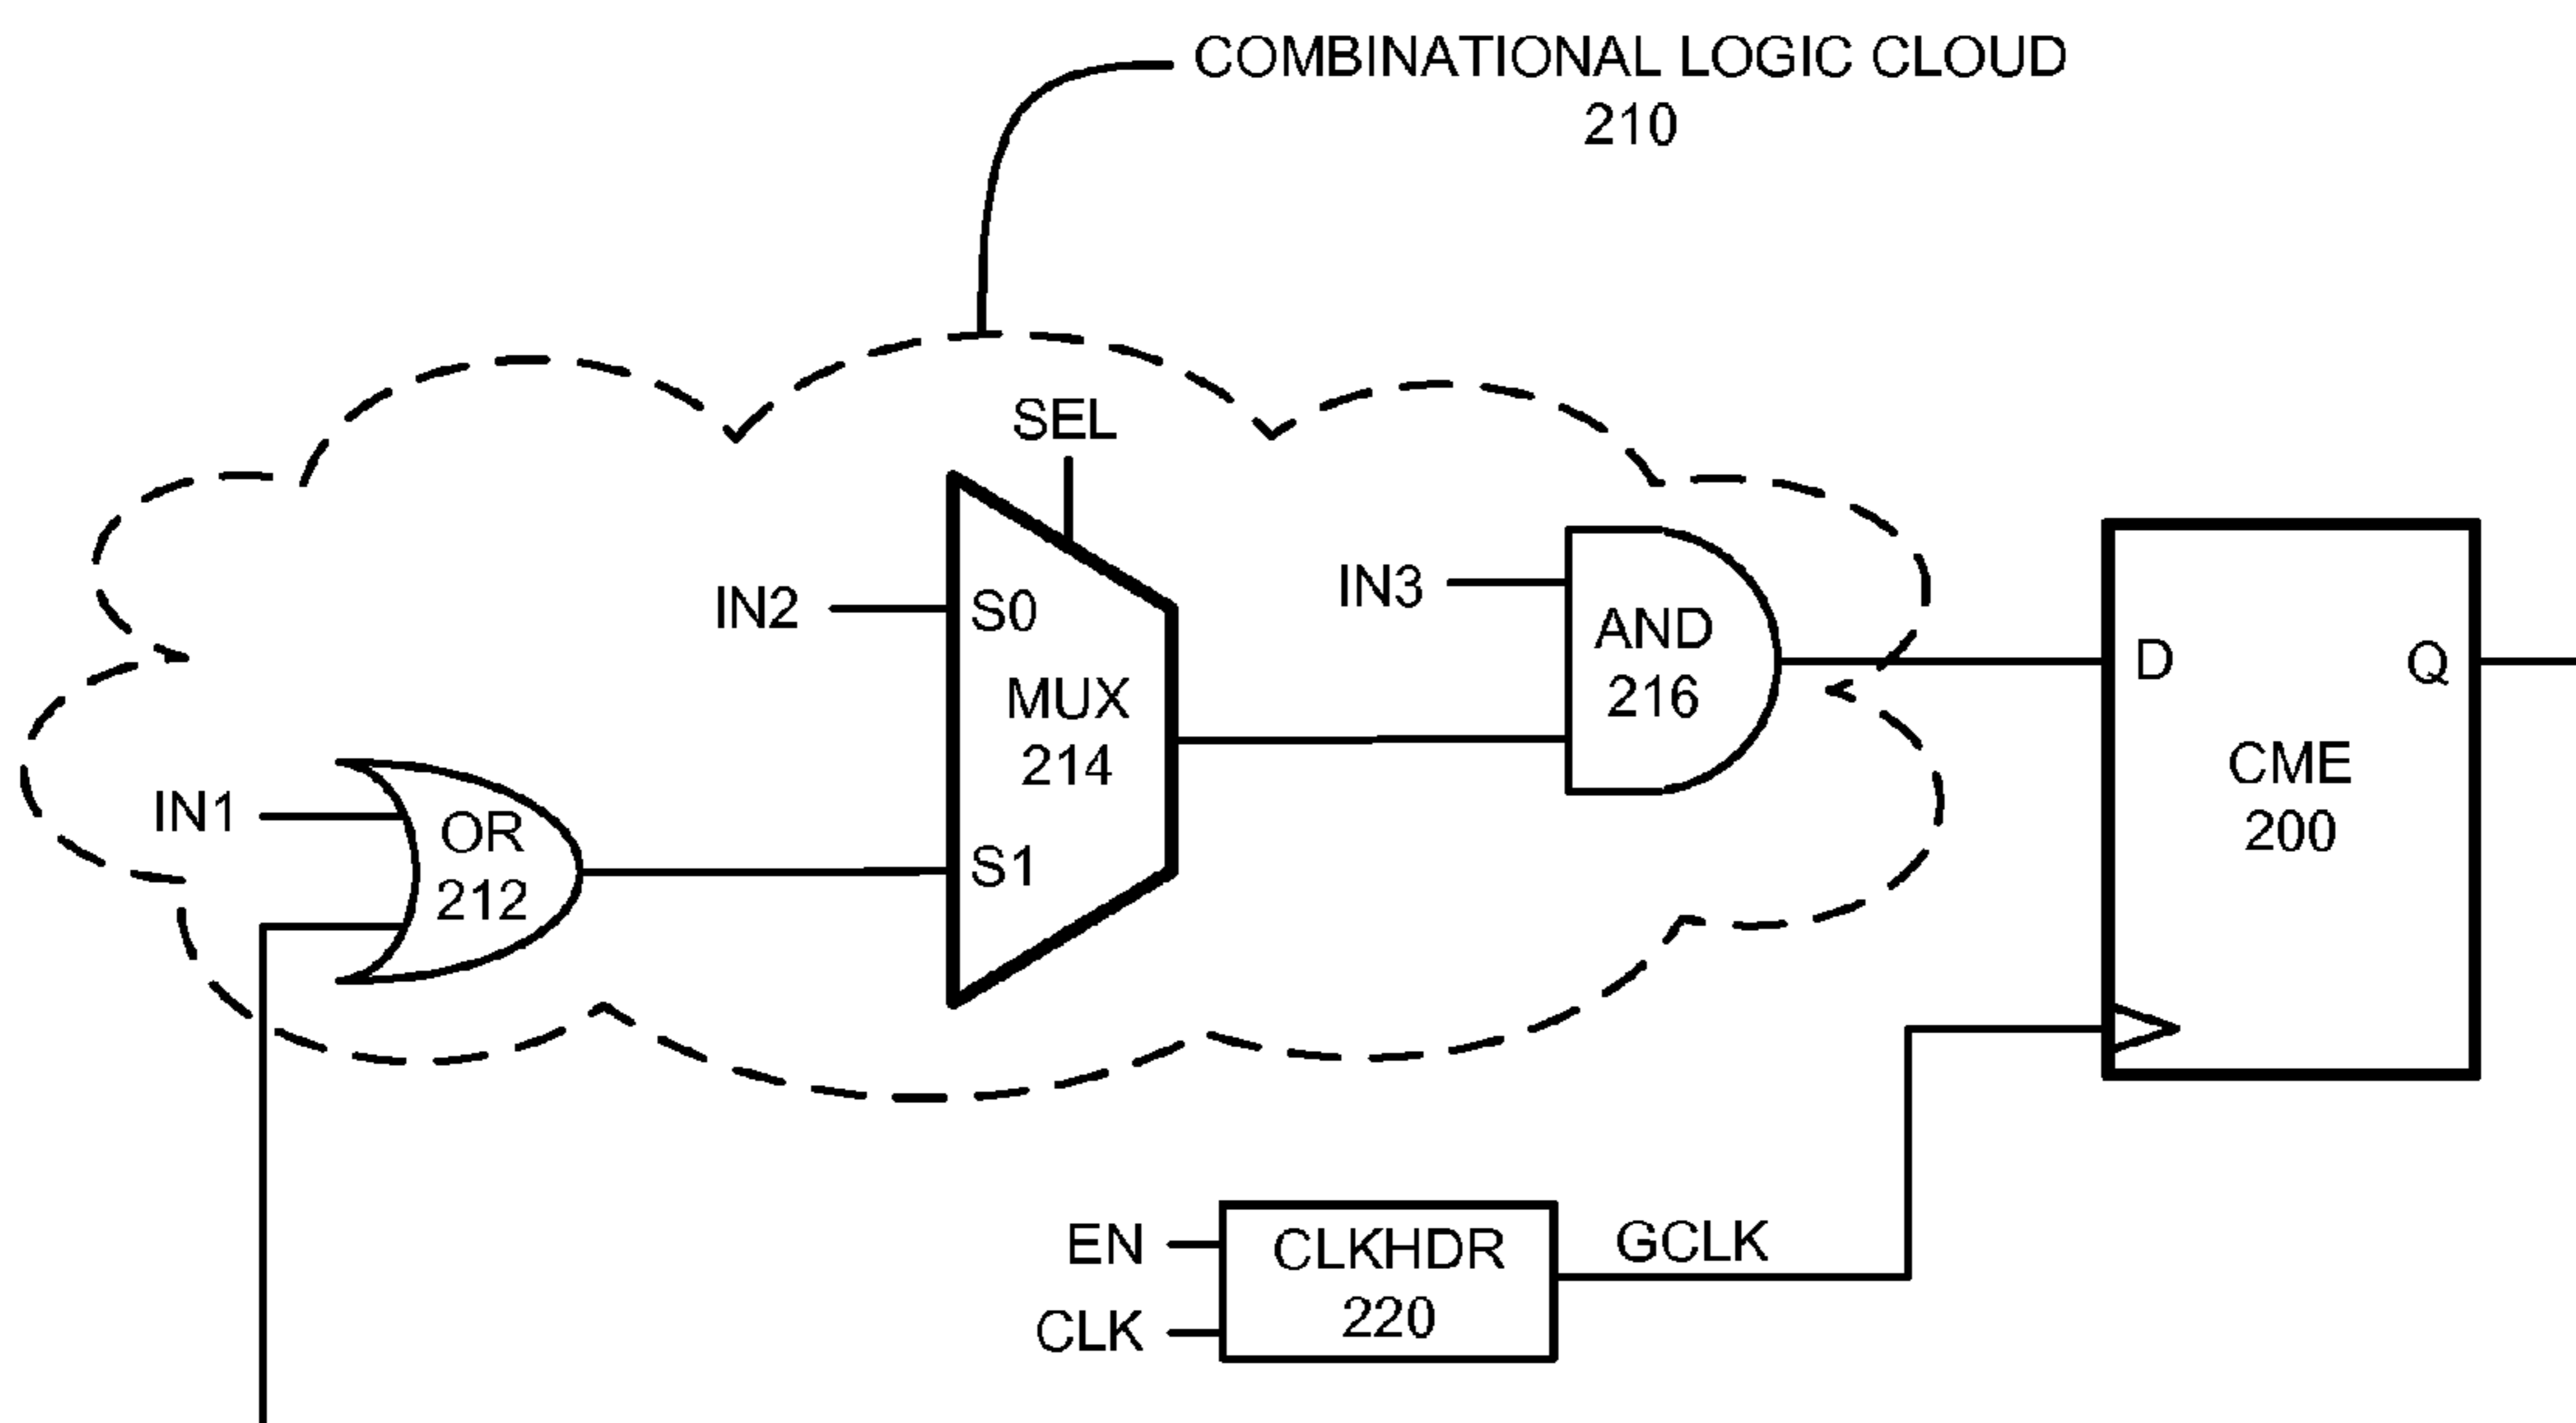 COMBINATIONAL LOGIC CLOUD
210
SEL
IN2
S0
MUX
214
S1
IN3
AND
216
IN1
OR
212
D
Q
CME
200
EN
CLK
CLKHDR
220
GCLK